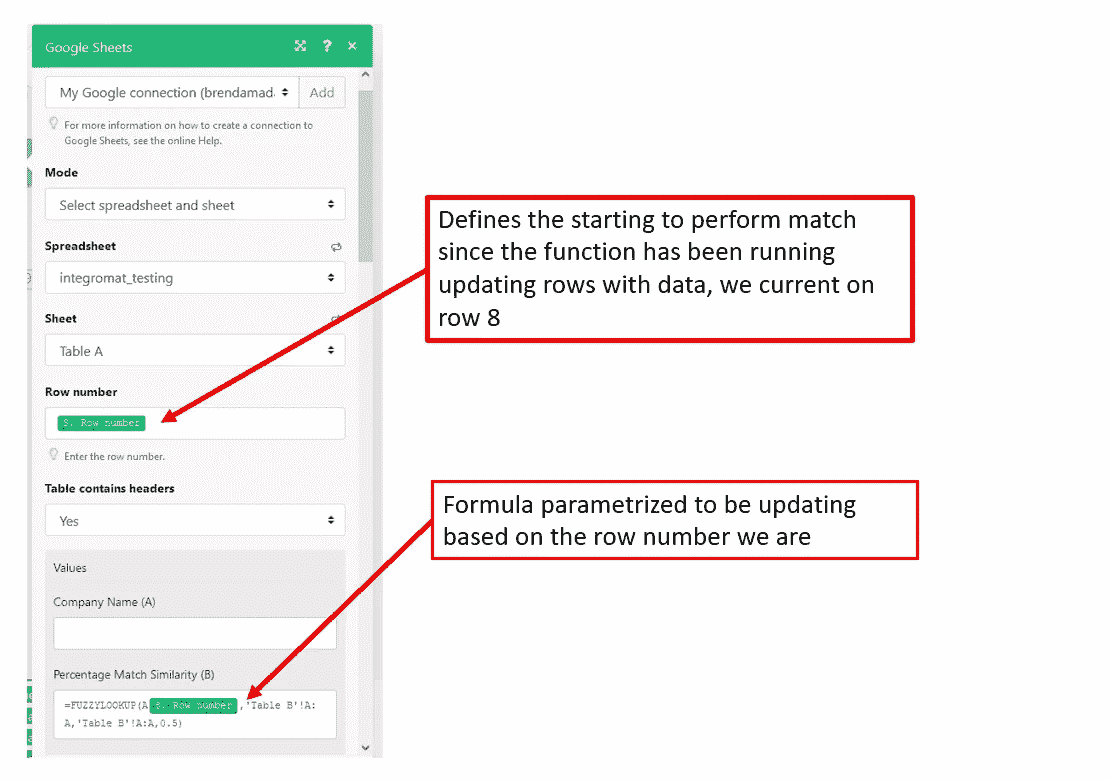 Google Sheets
My Google connection (brendamad.
Add
For more information on how to create a connection to
Google Sheets, see the online Help.
Mode
Select spreadsheet and sheet
Spreadsheet
integromat_testing
Sheet
Table A
Row number
8. Row number
Enter the row number.
Table contains headers
Yes
Values
Company Name (A)
Percentage Match Similarity (B)
=FUZZYLOOKUP(A 8. Row number ,'Table B'!A:
A,'Table B'!A:A,0.5)
Defines the starting to perform match
since the function has been running
updating rows with data, we current on
row 8
Formula parametrized to be updating
based on the row number we are